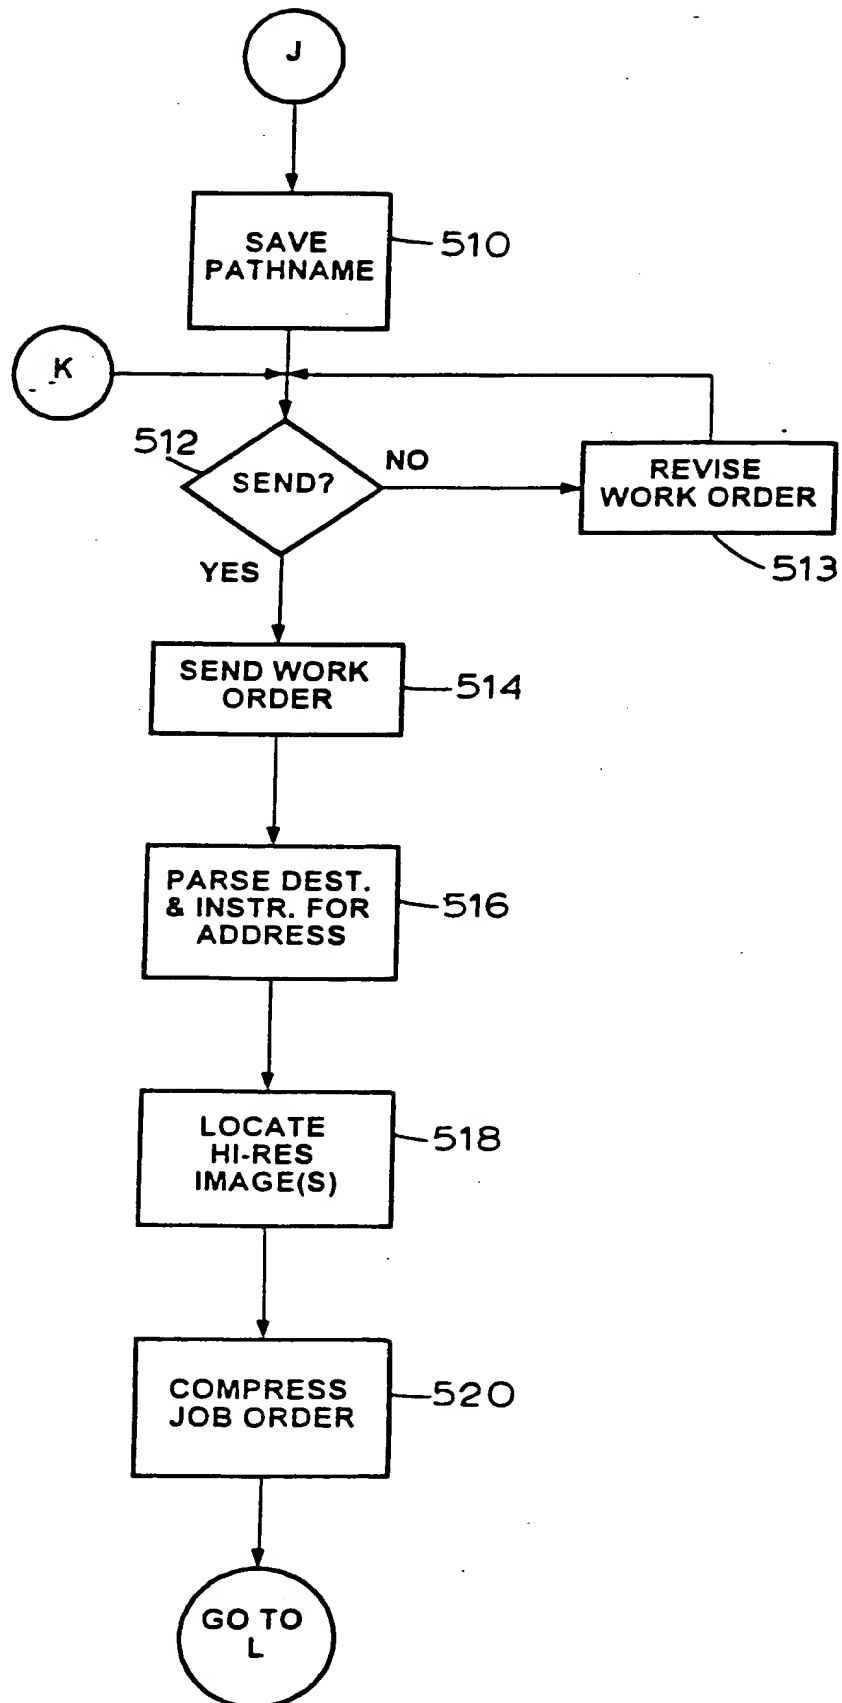 J
SAVE
PATHNAME
510
K
512
SEND?
NO
REVISE
WORK ORDER
513
YES
SEND WORK
ORDER
514
PARSE DEST.
& INSTR. FOR
ADDRESS
516
LOCATE
HI-RES
IMAGE(S)
518
COMPRESS
JOB ORDER
520
GO TO
L